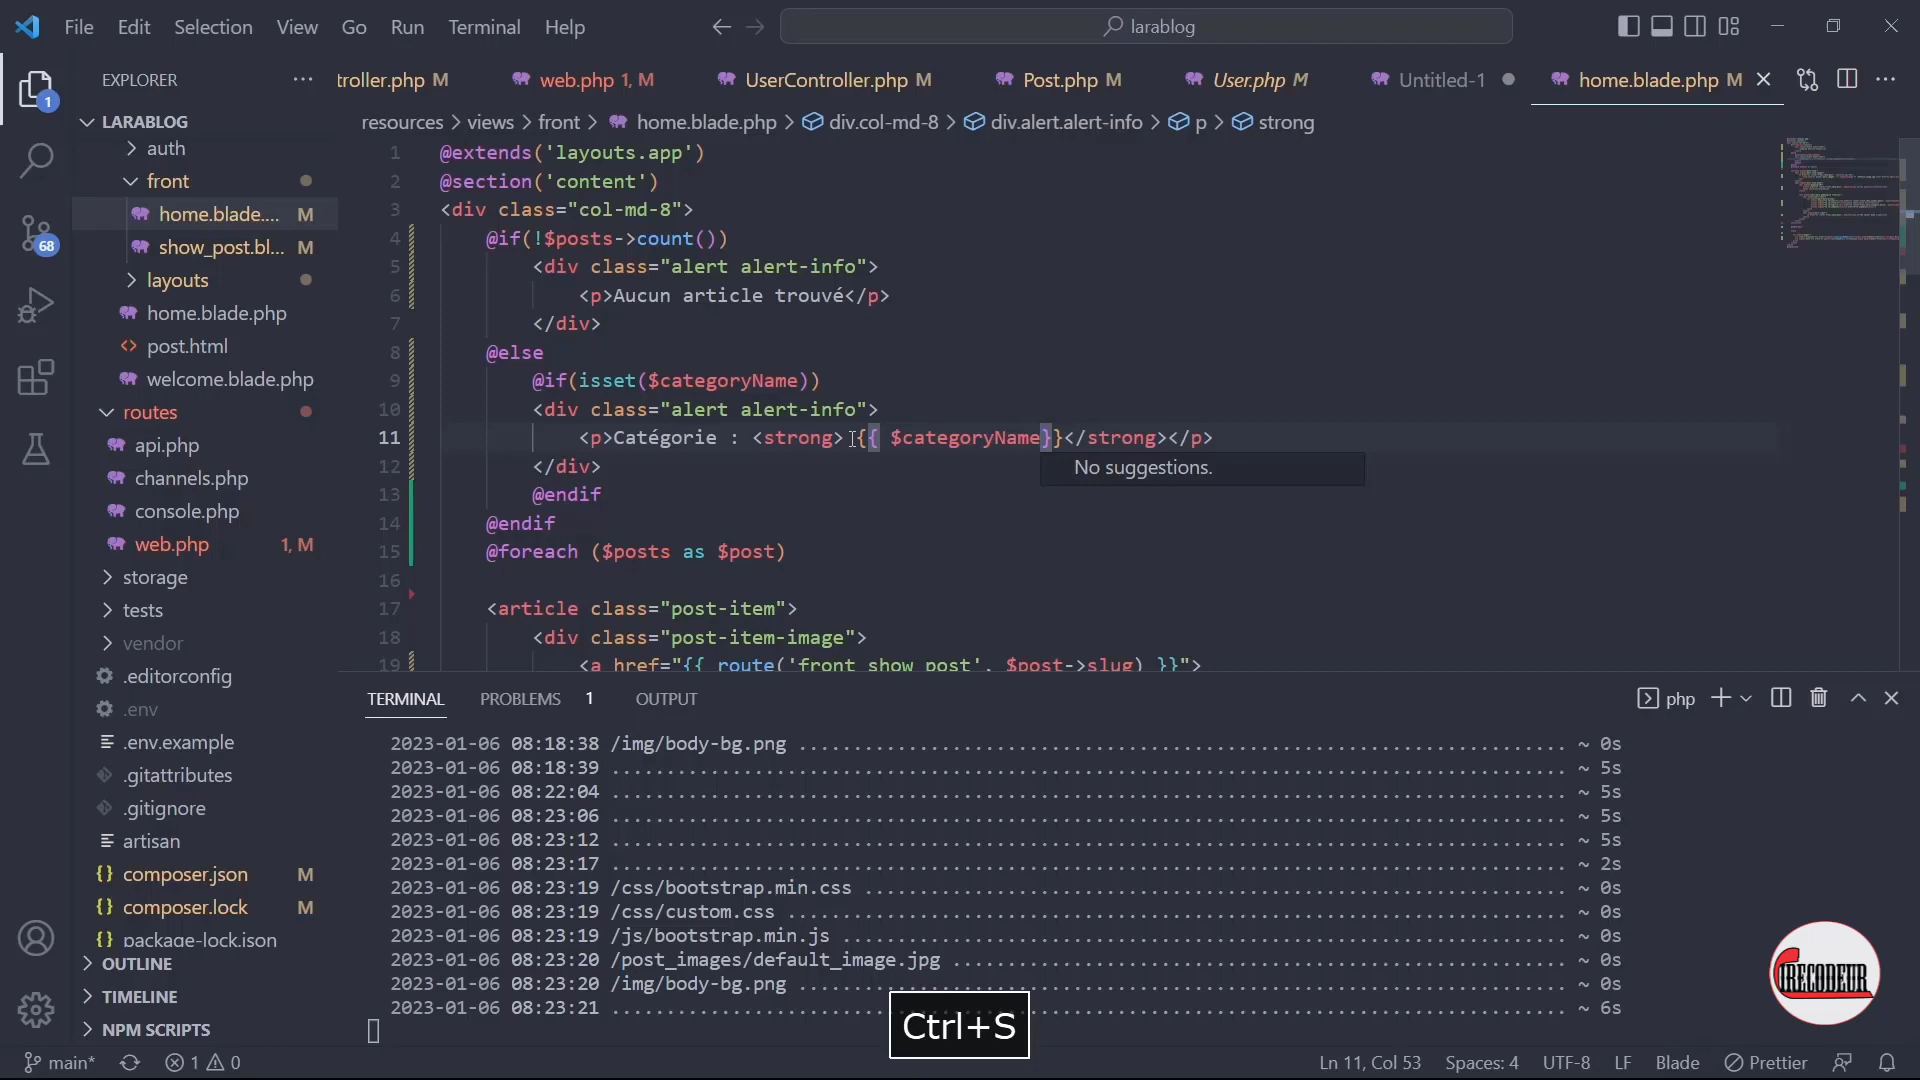 File Edit Selection View Go Run Terminal Help
larablog
EXPLORER
troller.php M
web.php 1, M
UserController.php M
Post.php M
User.php M
Untitled-1
home.blade.php M
resources > views > front > home.blade.php > div.col-md-8 > div.alert.alert-info > p > strong
1
68
LARABLOG
auth
front
home.blade.... M
show_post.bl... M
layouts
home.blade.php
post.html
welcome.blade.php
routes
api.php
channels.php
console.php
web.php 1, M
storage
tests
vendor
.editorconfig
.env
.env.example
.gitattributes
.gitignore
artisan
composer.json M
composer.lock M
package-lock.json
OUTLINE
TIMELINE
NPM SCRIPTS
1 @extends('layouts.app')
2 @section('content')
3 <div class="col-md-8">
4 @if(!$posts->count())
5 <div class="alert alert-info">
6 <p>Aucun article trouvé</p>
7 </div>
8 @else
9 @if(isset($categoryName))
10 <div class="alert alert-info">
11 <p>Catégorie : <strong> {{ $categoryName}}</strong></p>
No suggestions.
12 </div>
13 @endif
14 @endif
15 @foreach ($posts as $post)
16
17 <article class="post-item">
18 <div class="post-item-image">
19 <a href="{{ route('front_show_post', $post->slug) }}">
TERMINAL PROBLEMS 1 OUTPUT
php
2023-01-06 08:18:38 /img/body-bg.png ........................................ ~ 0s
2023-01-06 08:18:39 ........................................ ~ 5s
2023-01-06 08:22:04 ........................................ ~ 5s
2023-01-06 08:23:06 ........................................ ~ 5s
2023-01-06 08:23:12 ........................................ ~ 5s
2023-01-06 08:23:17 ........................................ ~ 2s
2023-01-06 08:23:19 /css/bootstrap.min.css ........................................ ~ 0s
2023-01-06 08:23:19 /css/custom.css ........................................ ~ 0s
2023-01-06 08:23:19 /js/bootstrap.min.js ........................................ ~ 0s
2023-01-06 08:23:20 /post_images/default_image.jpg ........................................ ~ 0s
2023-01-06 08:23:20 /img/body-bg.png ........................................ ~ 0s
2023-01-06 08:23:21 ........................................ ~ 6s
Ctrl+S
CIRECODEUR
main* 1 0
Ln 11, Col 53 Spaces: 4 UTF-8 LF Blade Prettier